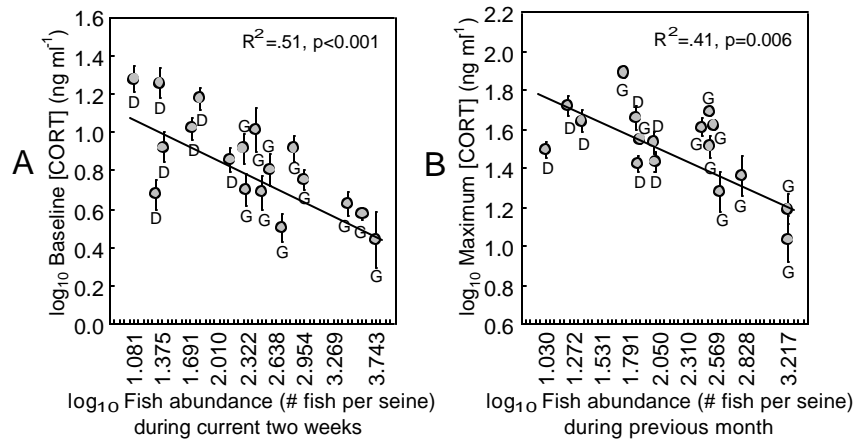 A
log₁₀ Baseline [CORT] (ng ml⁻¹)
1.6
1.4
1.2
1.0
0.8
0.6
0.4
0.2
0.0
R²=.51, p<0.001
D
D
D
D
D
D
D
G
G
G
G
G
G
G
G
G
G
G
1.081
1.375
1.691
2.010
2.322
2.638
2.954
3.269
3.743
log₁₀ Fish abundance (# fish per seine)
during current two weeks
B
log₁₀ Maximum [CORT] (ng ml⁻¹)
2.2
2.0
1.8
1.6
1.4
1.2
1.0
0.6
R²=.41, p=0.006
D
D
D
G
D
G
D
D
D
G
G
G
G
G
G
G
G
1.030
1.272
1.531
1.791
2.050
2.310
2.569
2.828
3.217
log₁₀ Fish abundance (# fish per seine)
during previous month